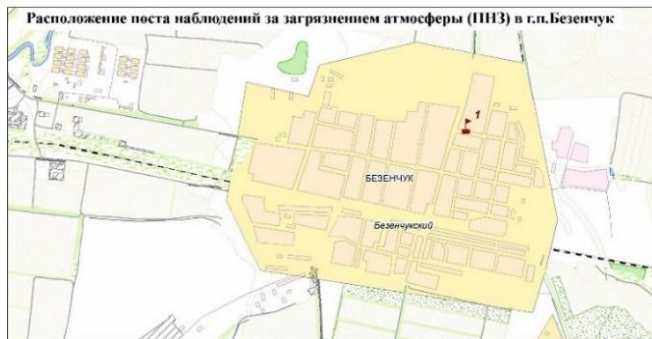 Расположение поста наблюдений за загрязнением атмосферы (ПНЗ) в г.п.Безенчук
1
БЕЗЕНЧУК
Безенчукский